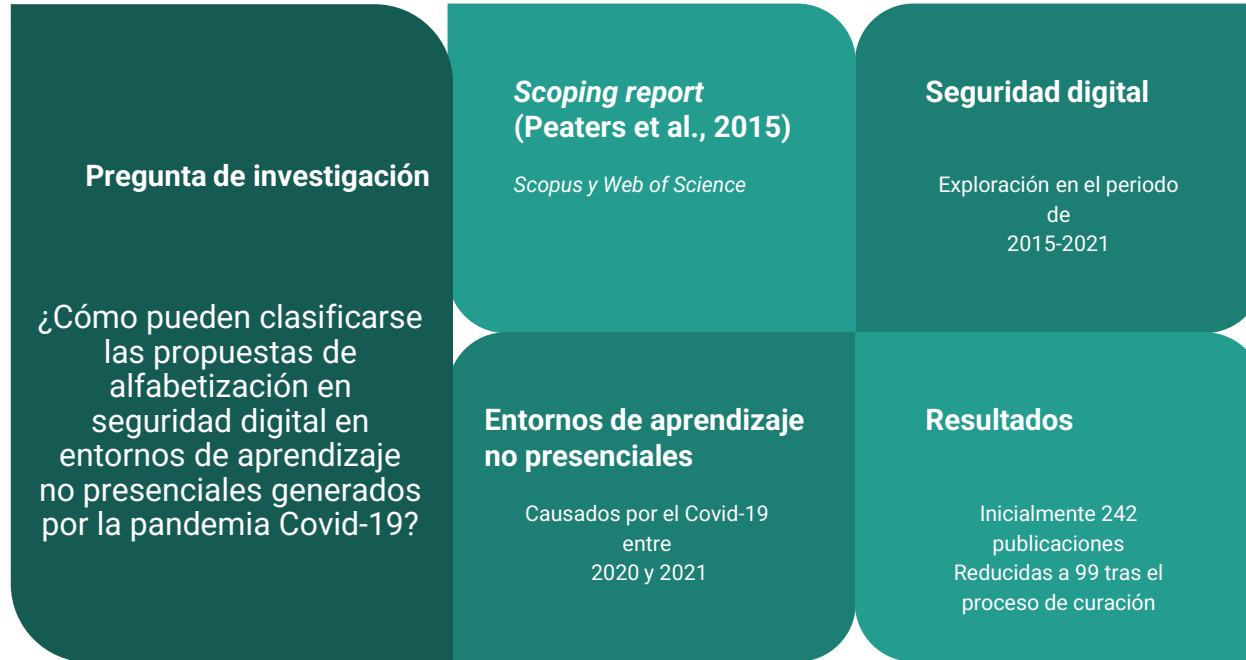 Pregunta de investigación
¿Cómo pueden clasificarse
las propuestas de
alfabetización en
seguridad digital en
entornos de aprendizaje
no presenciales generados
por la pandemia Covid-19?
Scoping report
(Peaters et al., 2015)
Scopus y Web of Science
Seguridad digital
Exploración en el periodo
de
2015-2021
Entornos de aprendizaje
no presenciales
Causados por el Covid-19
entre
2020 y 2021
Resultados
Inicialmente 242
publicaciones
Reducidas a 99 tras el
proceso de curación